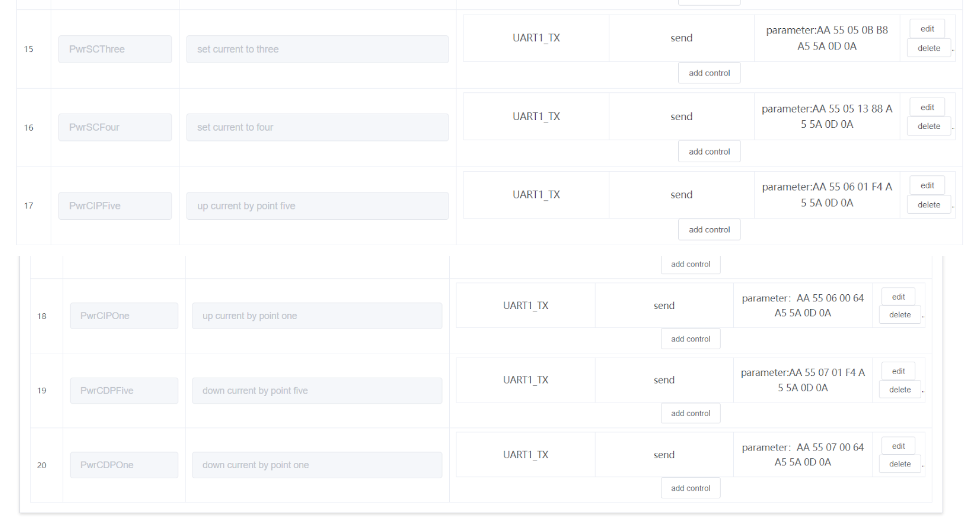 15 PwrSCThree set current to three UART1_TX send parameter:AA 55 05 0B B8 edit
A5 5A 0D 0A delete .
add control
16 PwrSCFour set current to four UART1_TX send parameter:AA 55 05 13 88 A edit
5 5A 0D 0A delete .
add control
17 PwrCIPFive up current by point five UART1_TX send parameter:AA 55 06 01 F4 A edit
5 5A 0D 0A delete .
add control
add control
18 PwrCIPOne up current by point one UART1_TX send parameter: AA 55 06 00 64 edit
A5 5A 0D 0A delete .
add control
19 PwrCDPFive down current by point five UART1_TX send parameter:AA 55 07 01 F4 A edit
5 5A 0D 0A delete .
add control
20 PwrCDPOne down current by point one UART1_TX send parameter: AA 55 07 00 64 edit
A5 5A 0D 0A delete .
add control